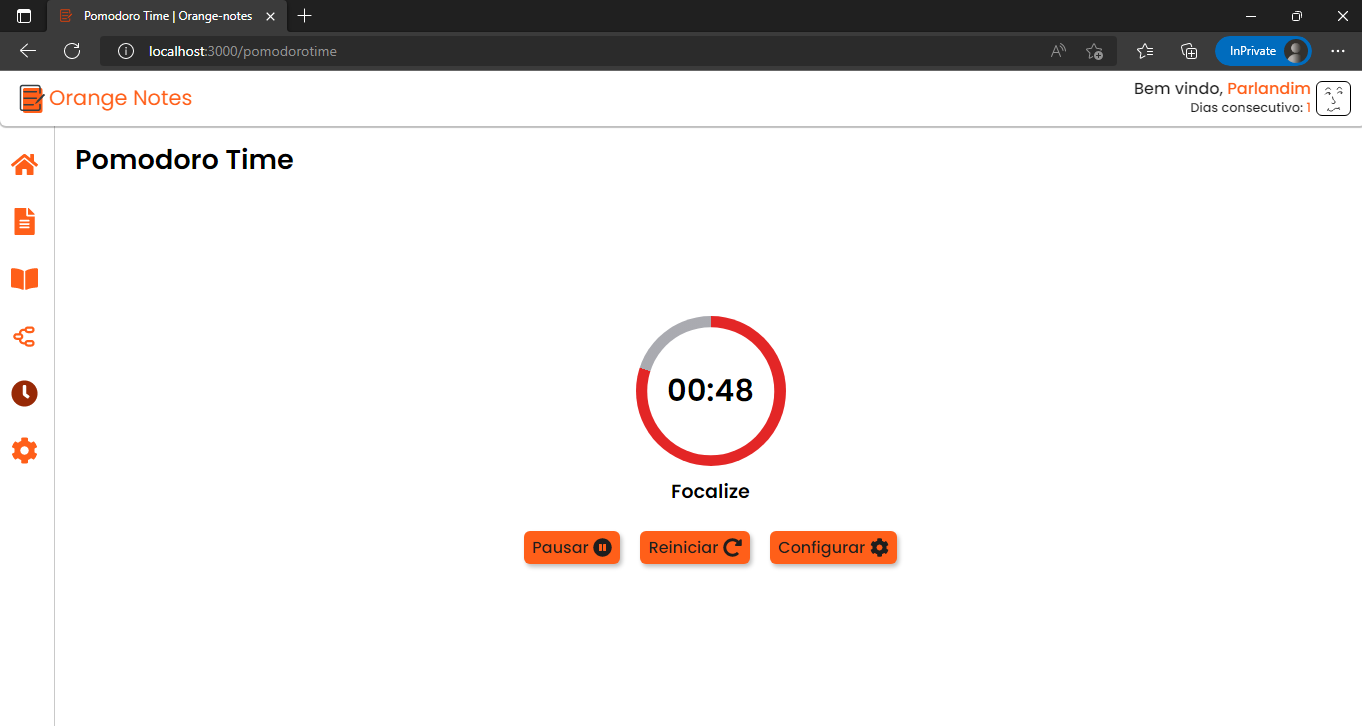 Pomodoro Time | Orange-notes
localhost:3000/pomodorotime
InPrivate
Orange Notes
Bem vindo, Parlandim
Dias consecutivo: 1
Pomodoro Time
00:48
Focalize
Pausar
Reiniciar
Configurar